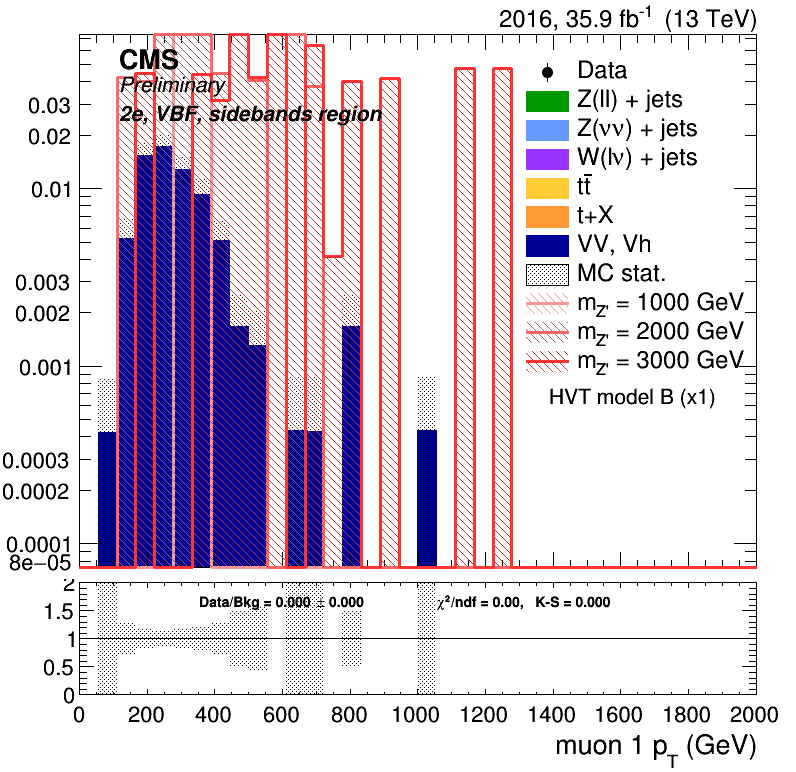 2016, 35.9 fb⁻¹ (13 TeV)
CMS
Preliminary
2e, VBF, sidebands region
Data
Z(ll) + jets
Z(νν) + jets
W(lν) + jets
tt̄
t+X
VV, Vh
MC stat.
m_Z' = 1000 GeV
m_Z' = 2000 GeV
m_Z' = 3000 GeV
HVT model B (x1)
0.03
0.02
0.01
0.003
0.002
0.001
0.0003
0.0002
0.0001
8e−05
Data/Bkg = 0.000 ± 0.000 χ²/ndf = 0.00, K-S = 0.000
2
1.5
1
0.5
0
0 200 400 600 800 1000 1200 1400 1600 1800 2000
muon 1 p_T (GeV)